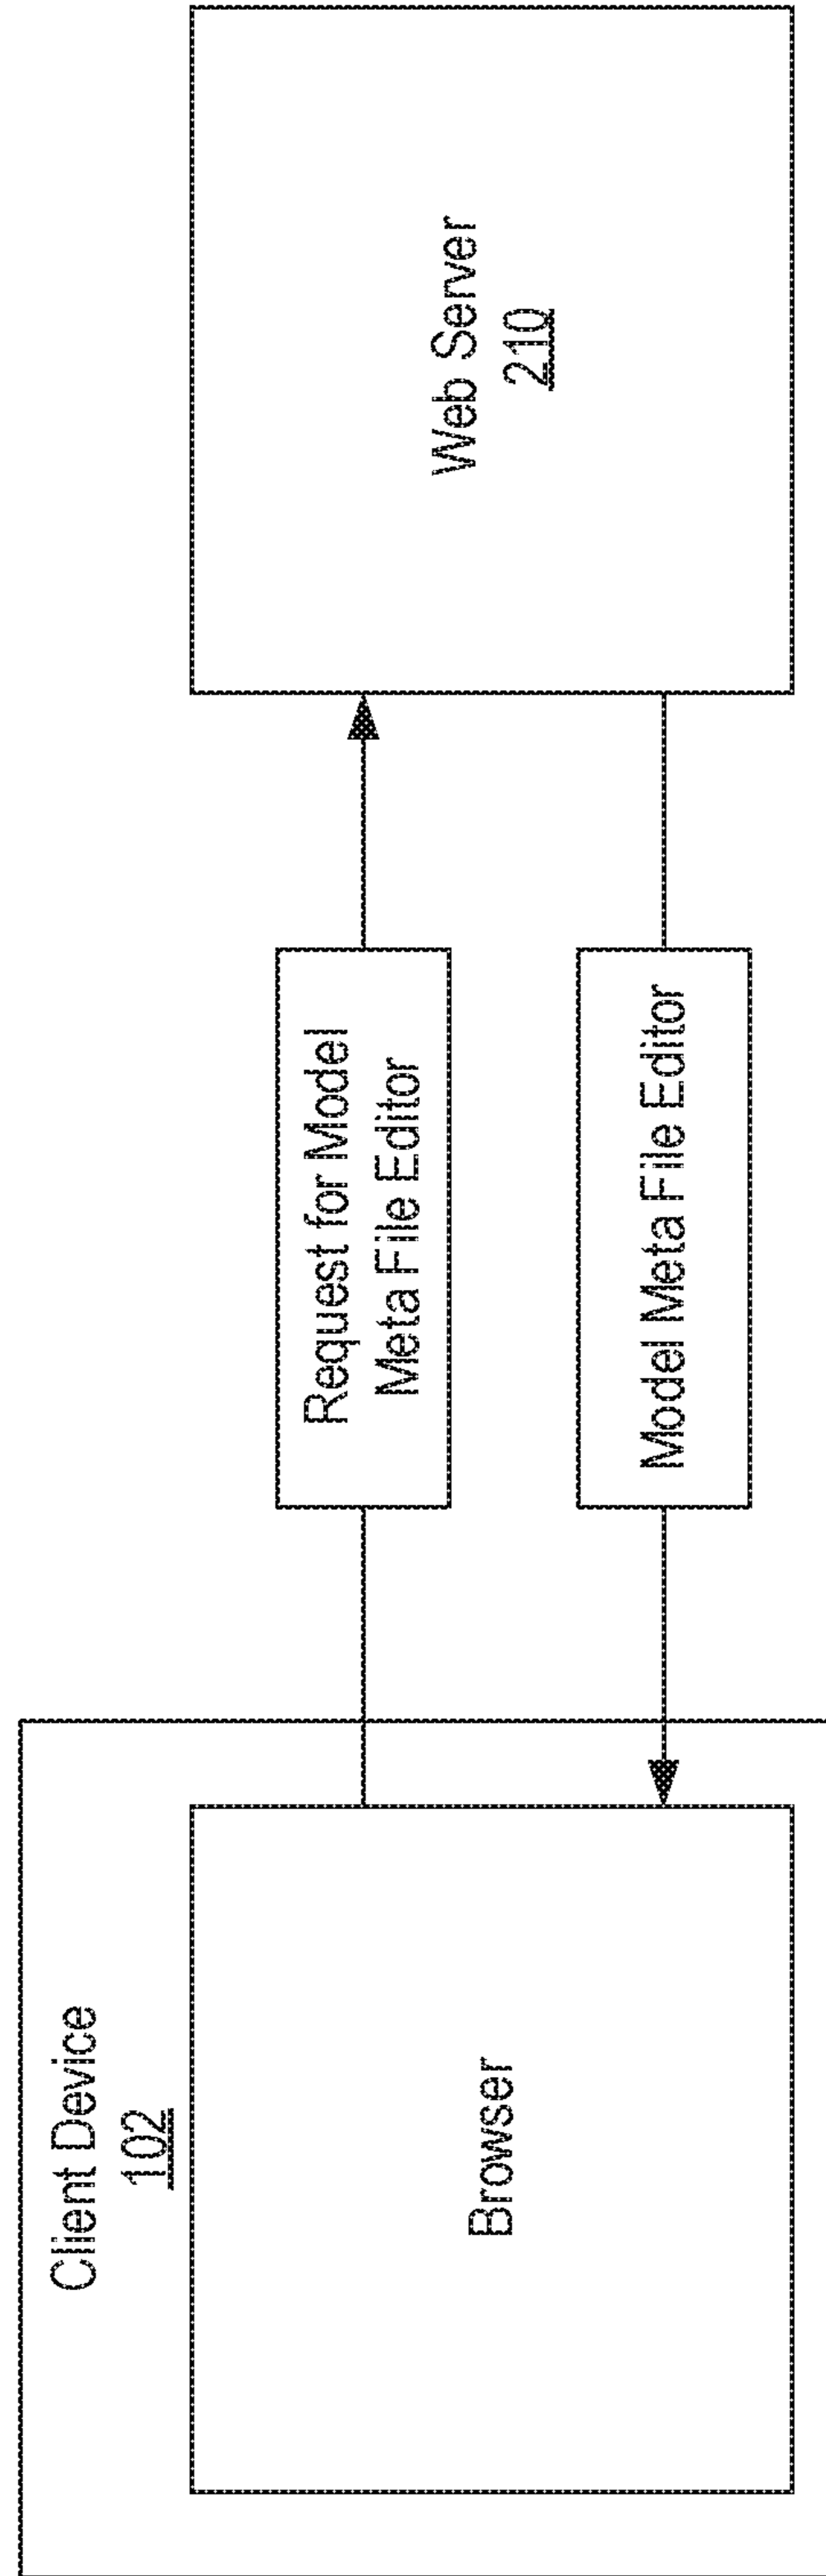 Client Device
102
Browser
Request for Model
Meta File Editor
Model Meta File Editor
Web Server
210